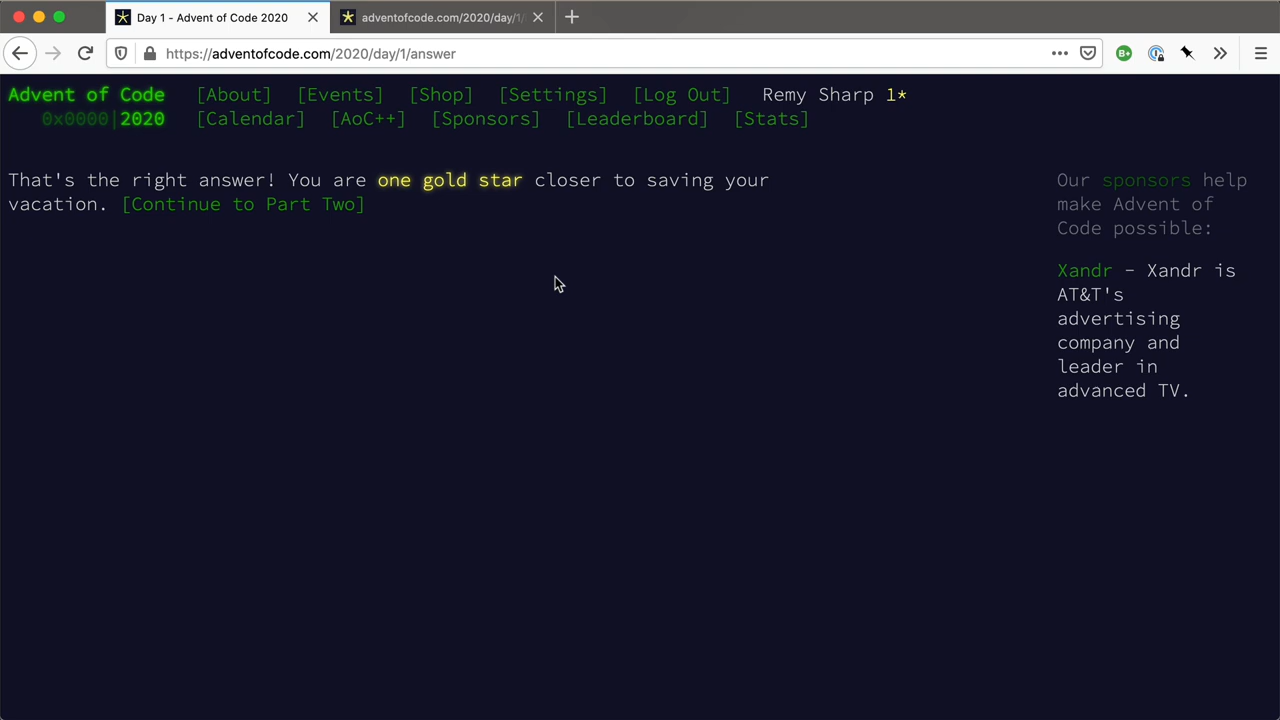 Day 1 - Advent of Code 2020
adventofcode.com/2020/day/1/
https://adventofcode.com/2020/day/1/answer
B+
Advent of Code [About] [Events] [Shop] [Settings] [Log Out] Remy Sharp 1*
0x0000|2020 [Calendar] [AoC++] [Sponsors] [Leaderboard] [Stats]
That's the right answer! You are one gold star closer to saving your
vacation. [Continue to Part Two]
Our sponsors help
make Advent of
Code possible:
Xandr - Xandr is
AT&T's
advertising
company and
leader in
advanced TV.